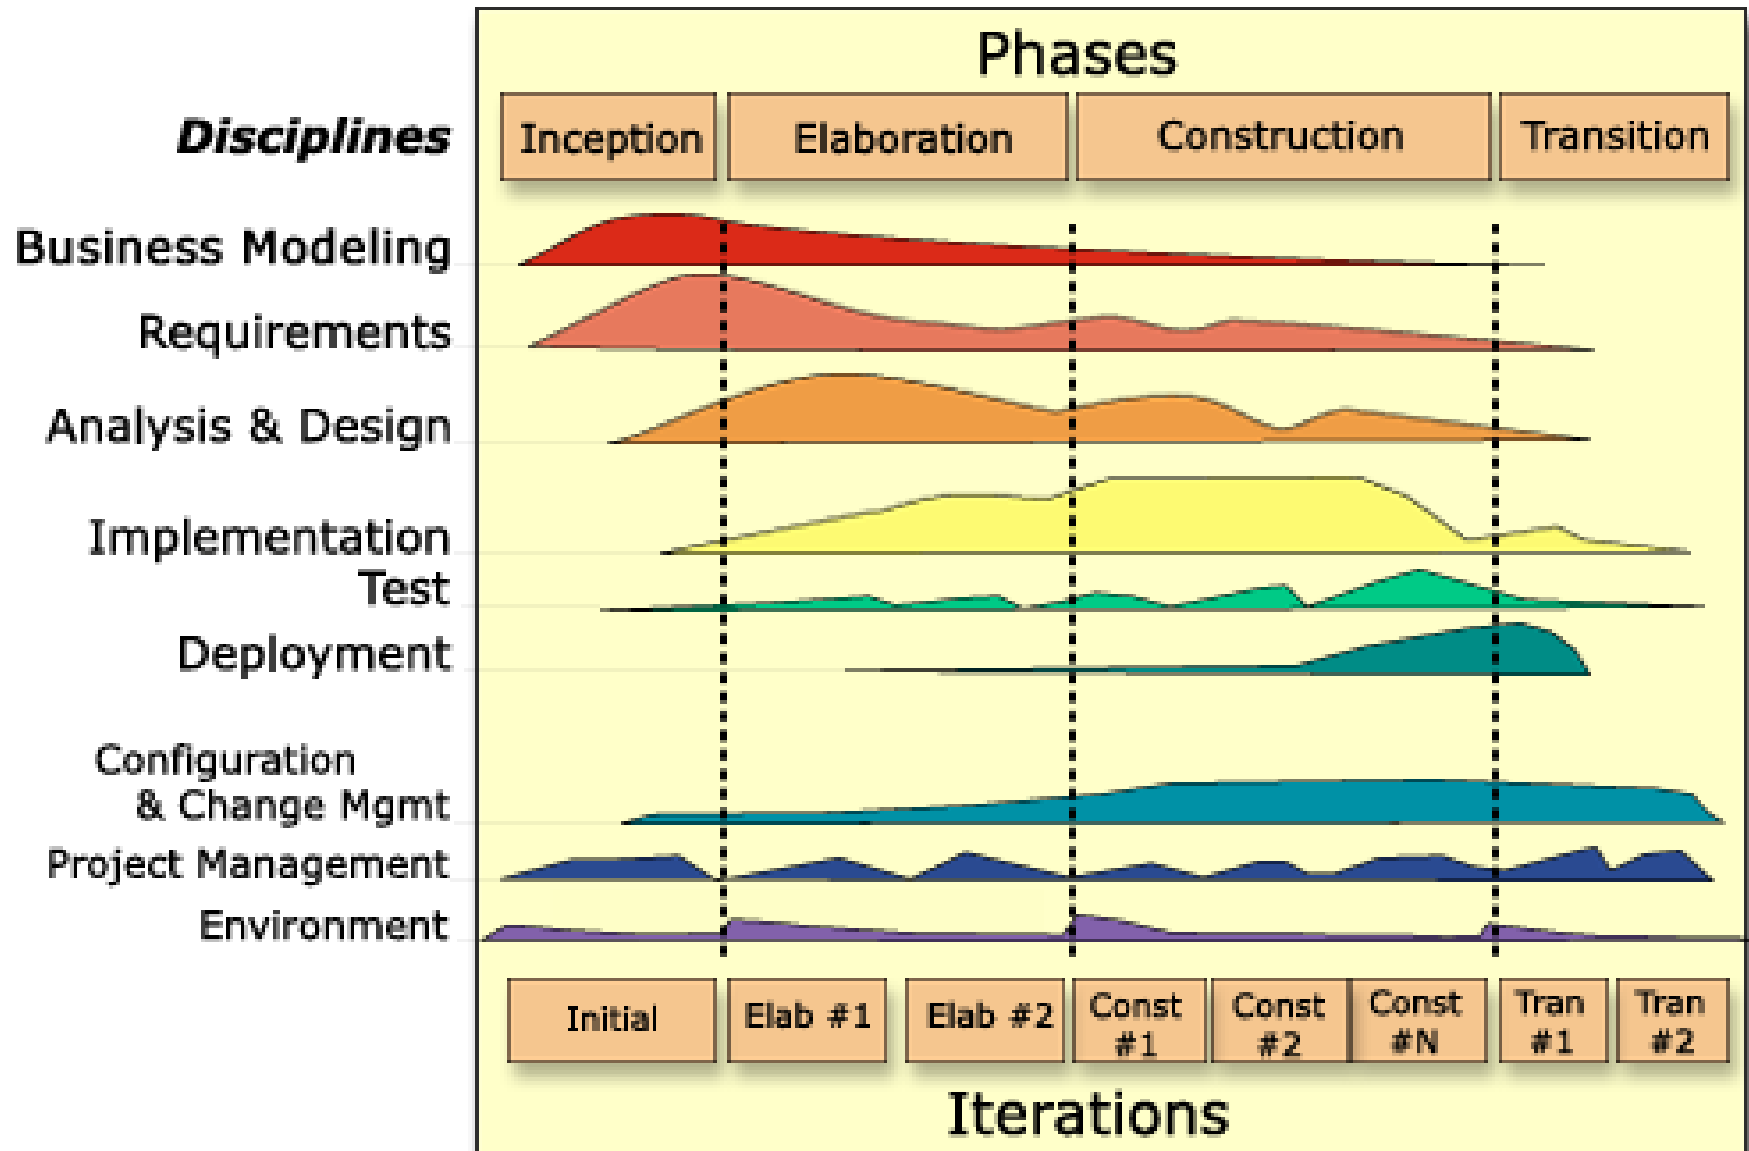 Phases
Disciplines
Inception
Elaboration
Construction
Transition
Business Modeling
Requirements
Analysis & Design
Implementation
Test
Deployment
Configuration
& Change Mgmt
Project Management
Environment
Initial
Elab #1
Elab #2
Const
#1
Const
#2
Const
#N
Tran
#1
Tran
#2
Iterations